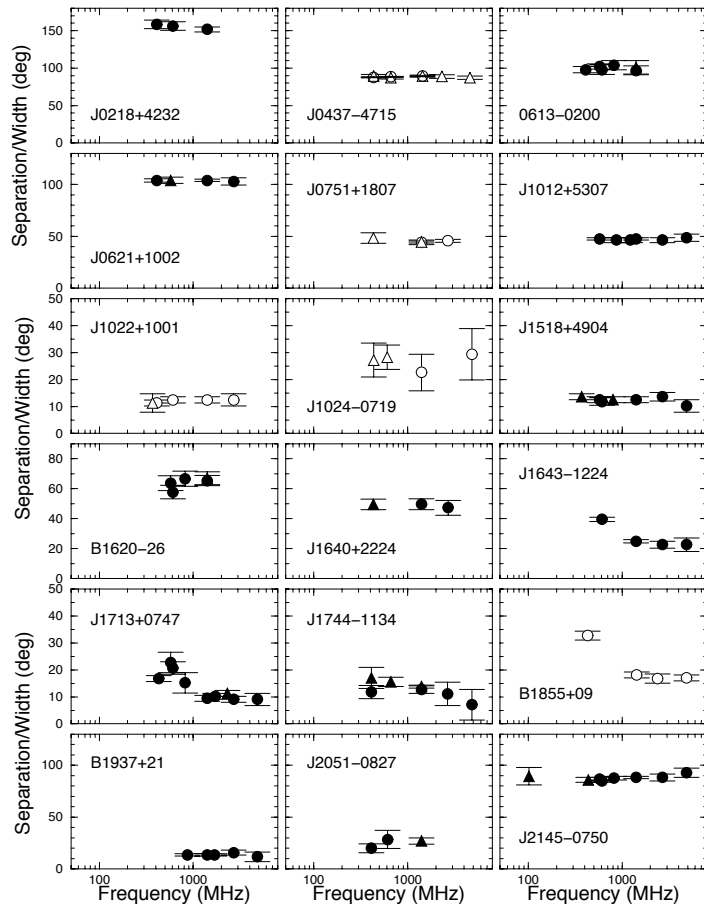 150
100
50
0
Separation/Width (deg)
J0218+4232
J0437−4715
0613−0200
100
50
0
J0621+1002
J0751+1807
J1012+5307
50
40
30
20
10
0
Separation/Width (deg)
J1022+1001
J1024−0719
J1518+4904
80
60
40
20
0
B1620−26
J1640+2224
J1643−1224
50
40
30
20
10
0
Separation/Width (deg)
J1713+0747
J1744−1134
B1855+09
100
50
0
B1937+21
J2051−0827
J2145−0750
100 1000 100 1000 100 1000
Frequency (MHz) Frequency (MHz) Frequency (MHz)